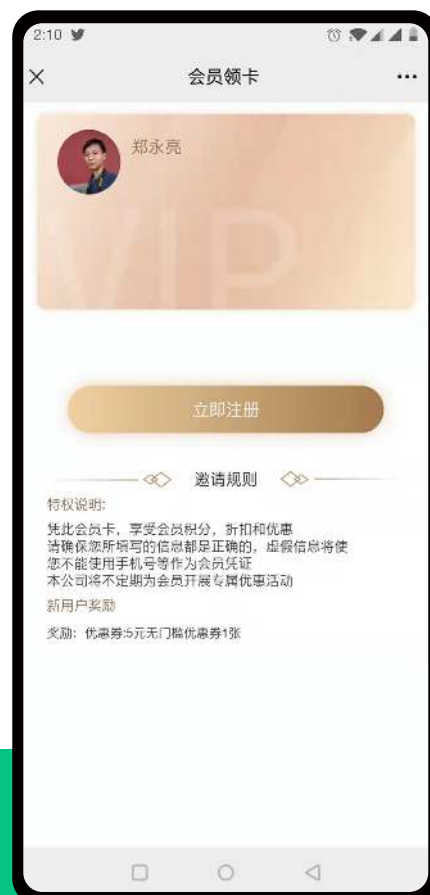 2:10
会员领卡
郑永亮
VIP
立即注册
邀请规则
特权说明:
凭此会员卡，享受会员积分，折扣和优惠
请确保您所填写的信息都是正确的，虚假信息将使
您不能使用手机号等作为会员凭证
本公司将不定期为会员开展专属优惠活动
新用户奖励
奖励：优惠券:5元无门槛优惠券1张